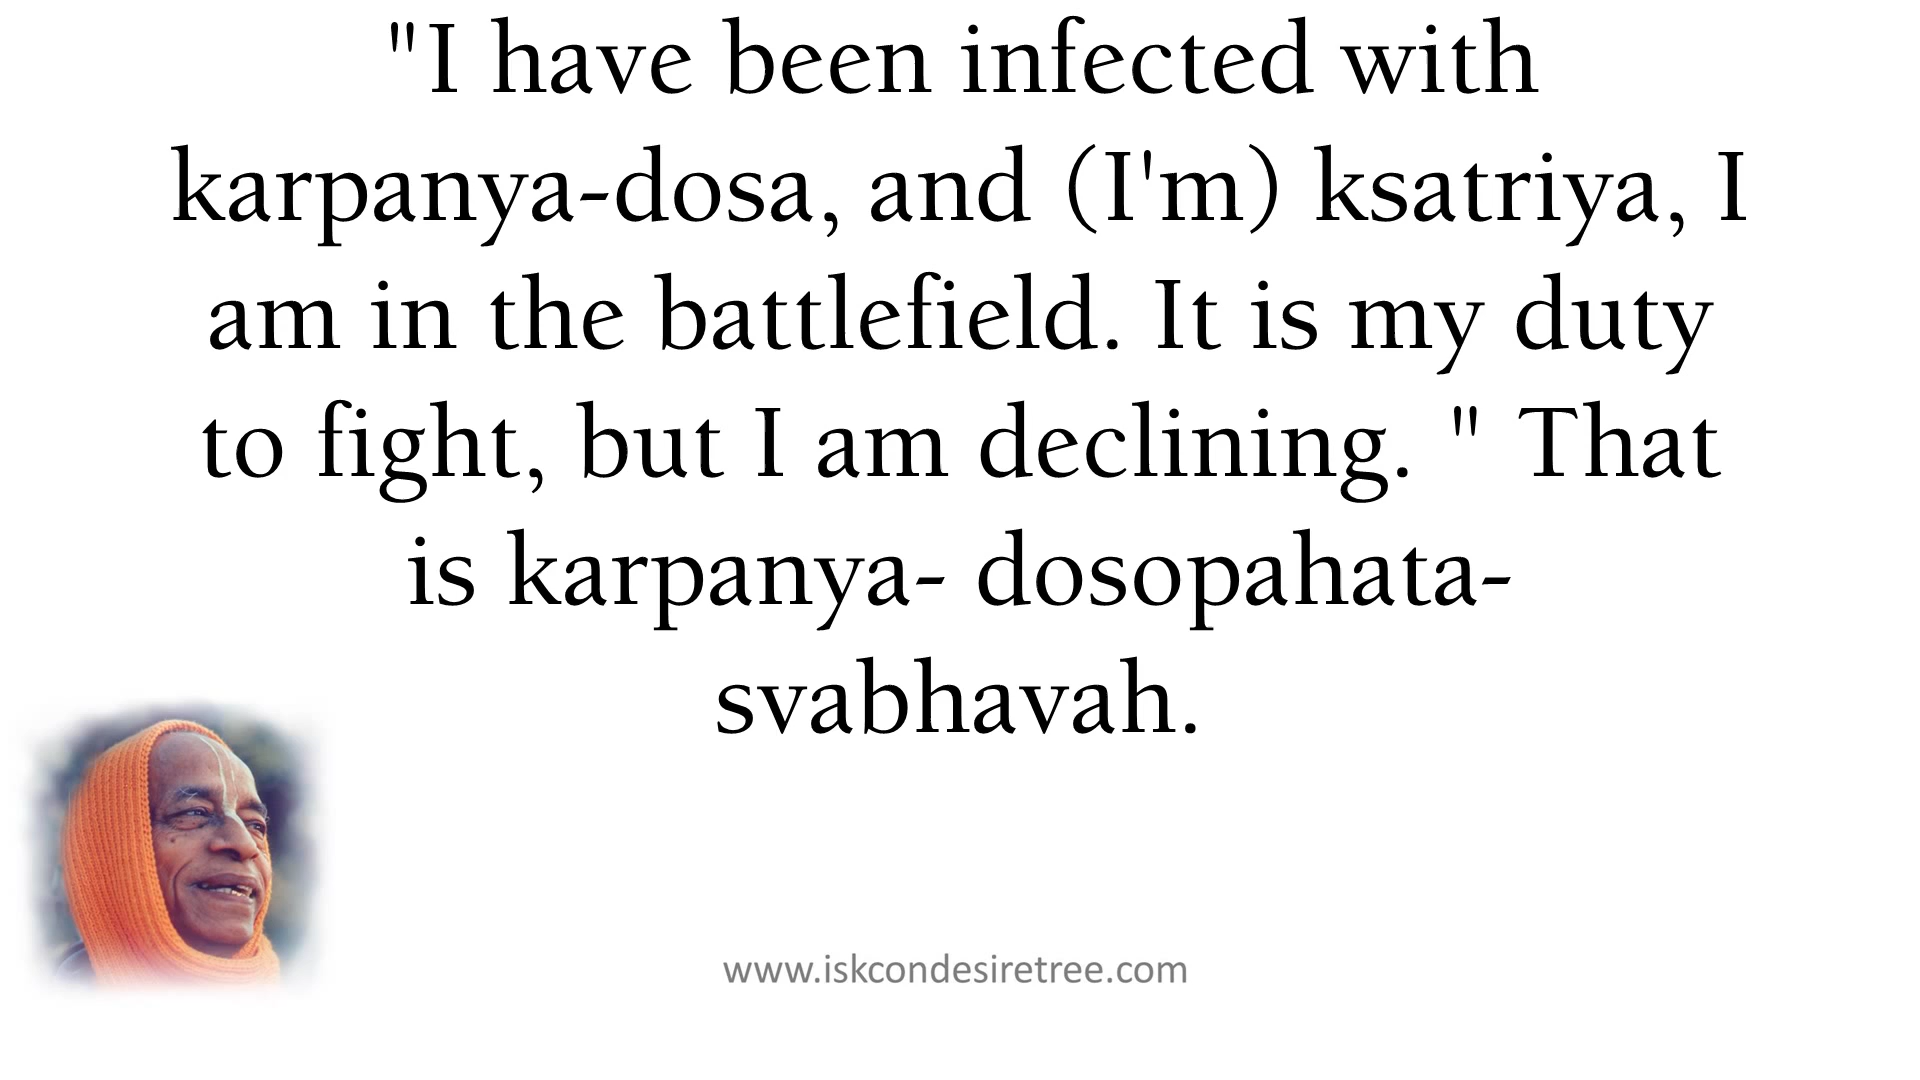 "I have been infected with
karpanya-dosa, and (I'm) ksatriya, I
am in the battlefield. It is my duty
to fight, but I am declining. " That
is karpanya- dosopahata-
svabhavah.
www.iskcondesiretree.com